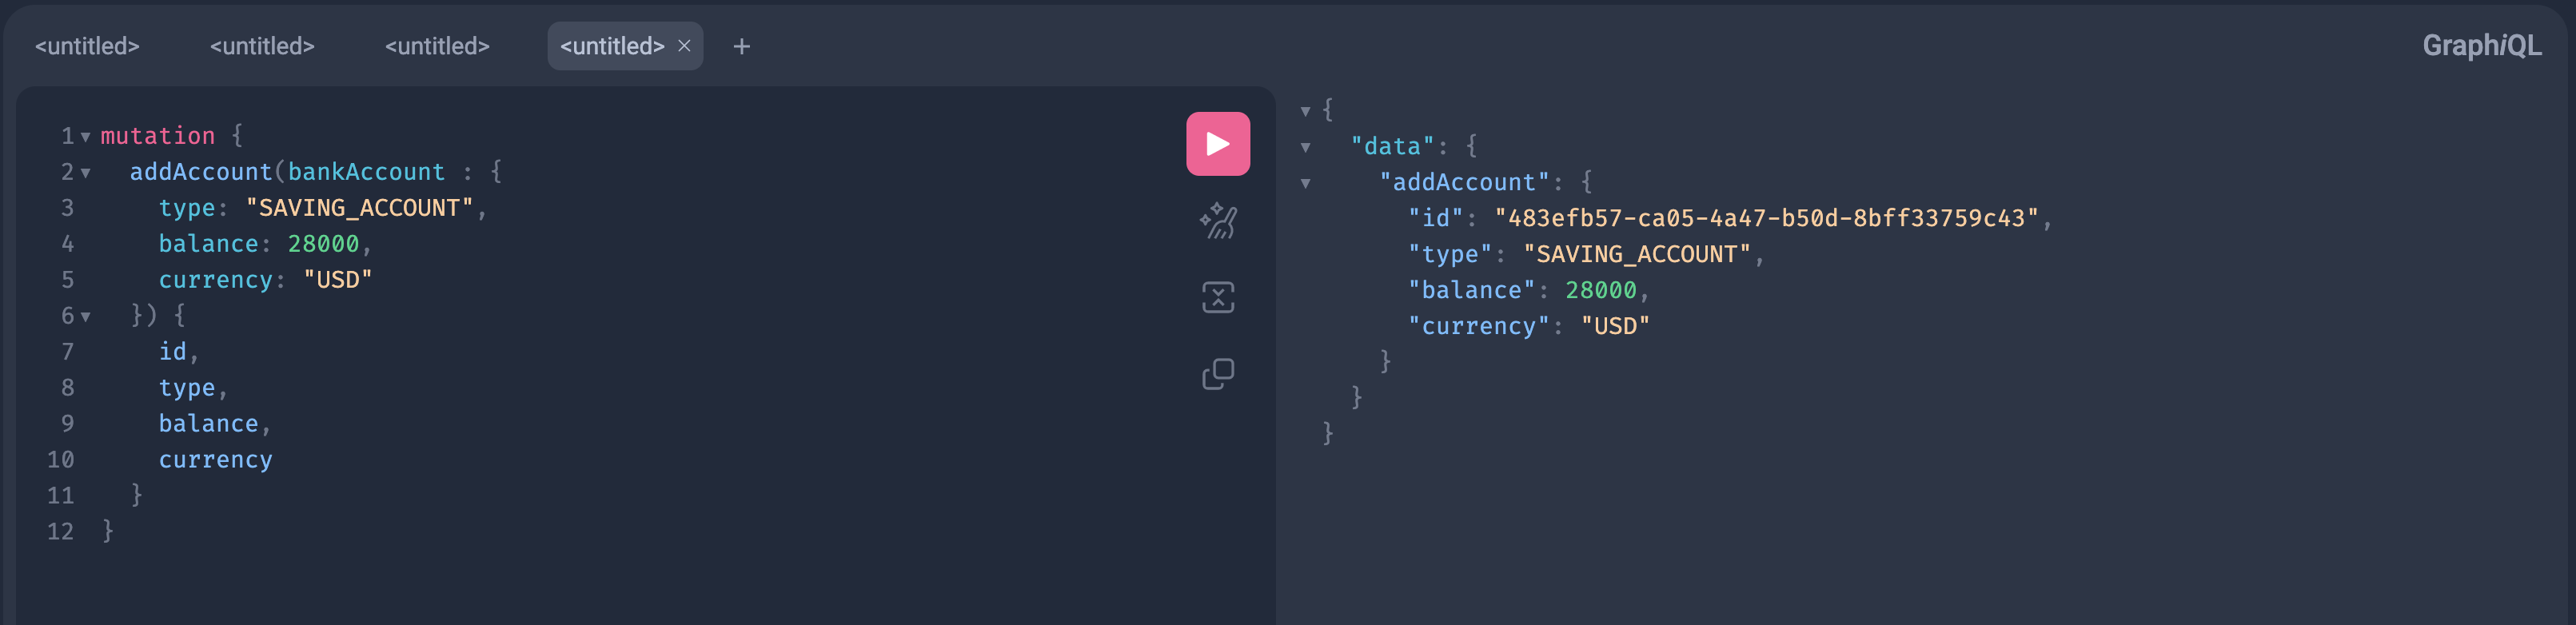 <untitled> <untitled> <untitled> <untitled> GraphiQL
1 mutation {
2 addAccount(bankAccount : {
3 type: "SAVING_ACCOUNT",
4 balance: 28000,
5 currency: "USD"
6 }) {
7 id,
8 type,
9 balance,
10 currency
11 }
12 }
{
"data": {
"addAccount": {
"id": "483efb57-ca05-4a47-b50d-8bff33759c43",
"type": "SAVING_ACCOUNT",
"balance": 28000,
"currency": "USD"
}
}
}